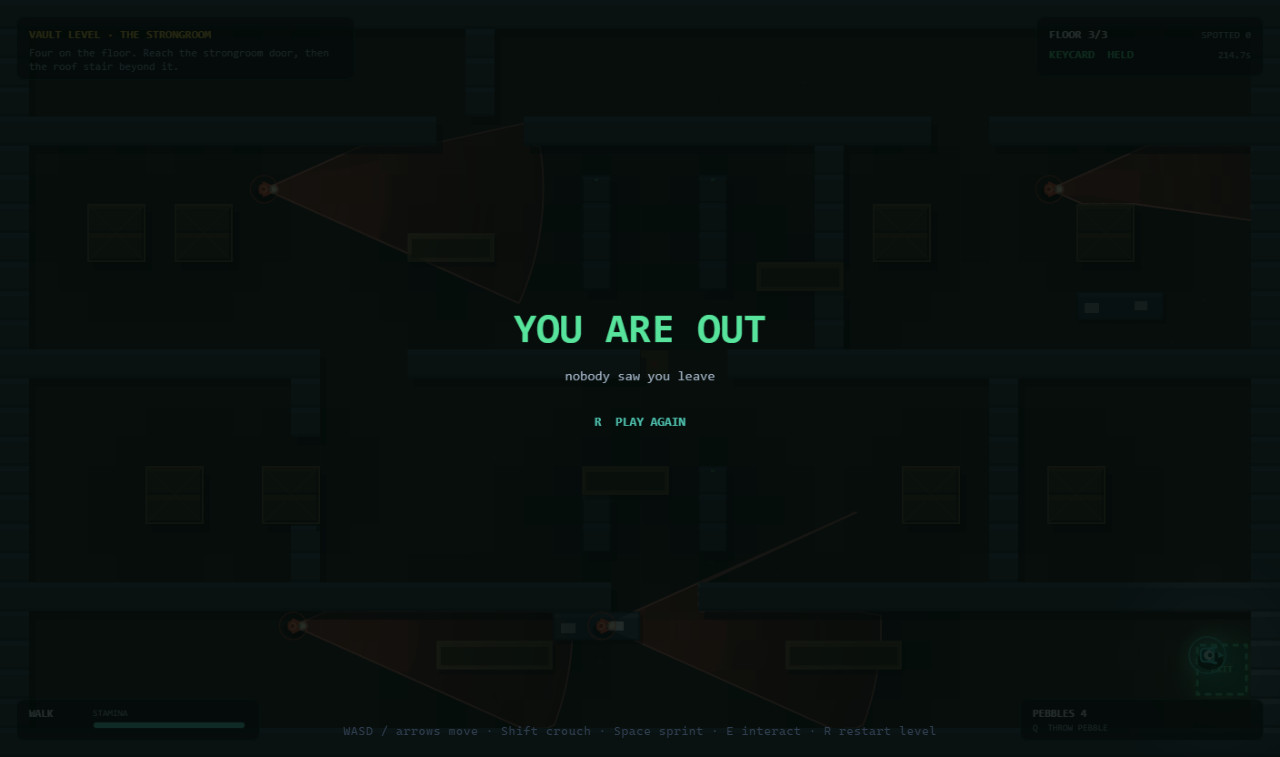 VAULT LEVEL - THE STRONGROOM
Four on the floor. Reach the strongroom door, then
the roof stair beyond it.
FLOOR 3/3
SPOTTED 0
KEYCARD HELD
234.7s
YOU ARE OUT
nobody saw you leave
R PLAY AGAIN
WALK
STAMINA
WASD / arrows move · Shift crouch · Space sprint · E interact · R restart level
PEBBLES 4
Q THROW PEBBLE